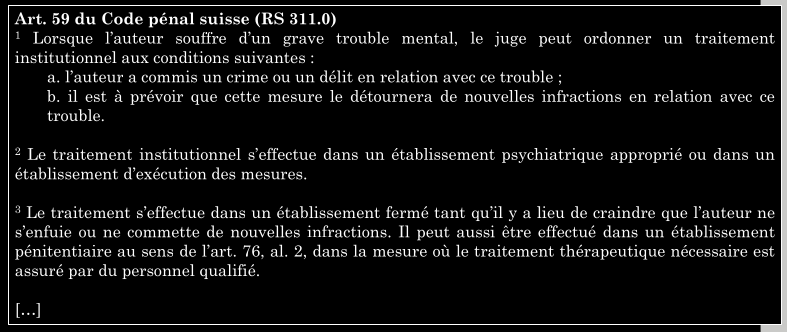 Art. 59 du Code pénal suisse (RS 311.0)
¹ Lorsque l'auteur souffre d'un grave trouble mental, le juge peut ordonner un traitement
institutionnel aux conditions suivantes :
a. l'auteur a commis un crime ou un délit en relation avec ce trouble ;
b. il est à prévoir que cette mesure le détournera de nouvelles infractions en relation avec ce
trouble.
² Le traitement institutionnel s'effectue dans un établissement psychiatrique approprié ou dans un
établissement d'exécution des mesures.
³ Le traitement s'effectue dans un établissement fermé tant qu'il y a lieu de craindre que l'auteur ne
s'enfuie ou ne commette de nouvelles infractions. Il peut aussi être effectué dans un établissement
pénitentiaire au sens de l'art. 76, al. 2, dans la mesure où le traitement thérapeutique nécessaire est
assuré par du personnel qualifié.
[…]